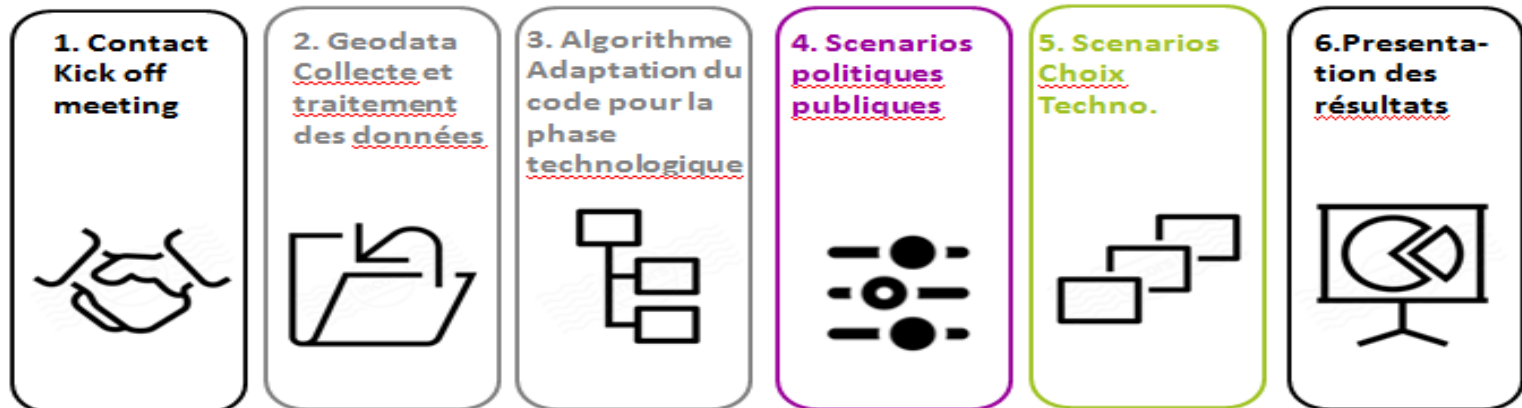 1. Contact
Kick off
meeting
2. Geodata
Collecte et
traitement
des données
3. Algorithme
Adaptation du
code pour la
phase
technologique
4. Scenarios
politiques
publiques
5. Scenarios
Choix
Techno.
6.Presenta-
tion des
résultats